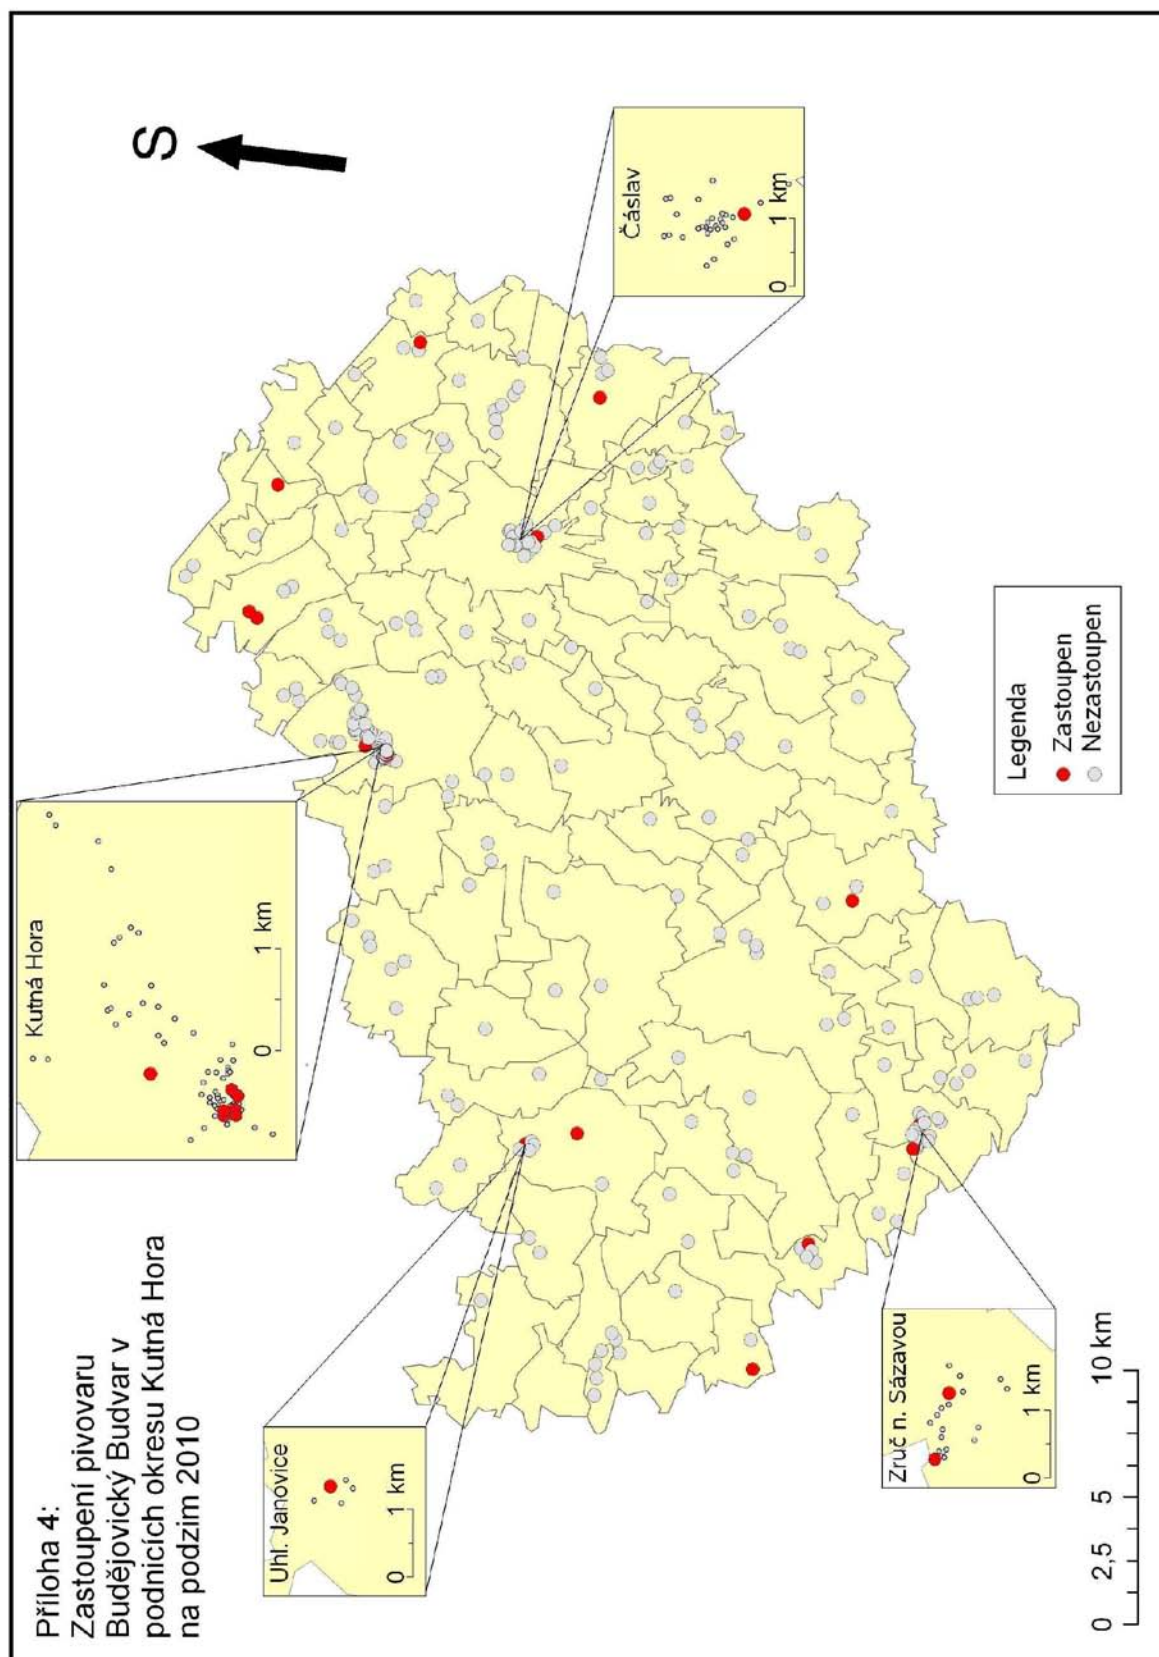 Příloha 4:
Zastoupení pivovaru
Budějovický Budvar v
podnicích okresu Kutná Hora
na podzim 2010
S
Kutná Hora
0 1 km
Čáslav
0 1 km
Uhl. Janovice
0 1 km
Zruč n. Sázavou
0 1 km
Legenda
Zastoupen
Nezastoupen
0 2,5 5 10 km